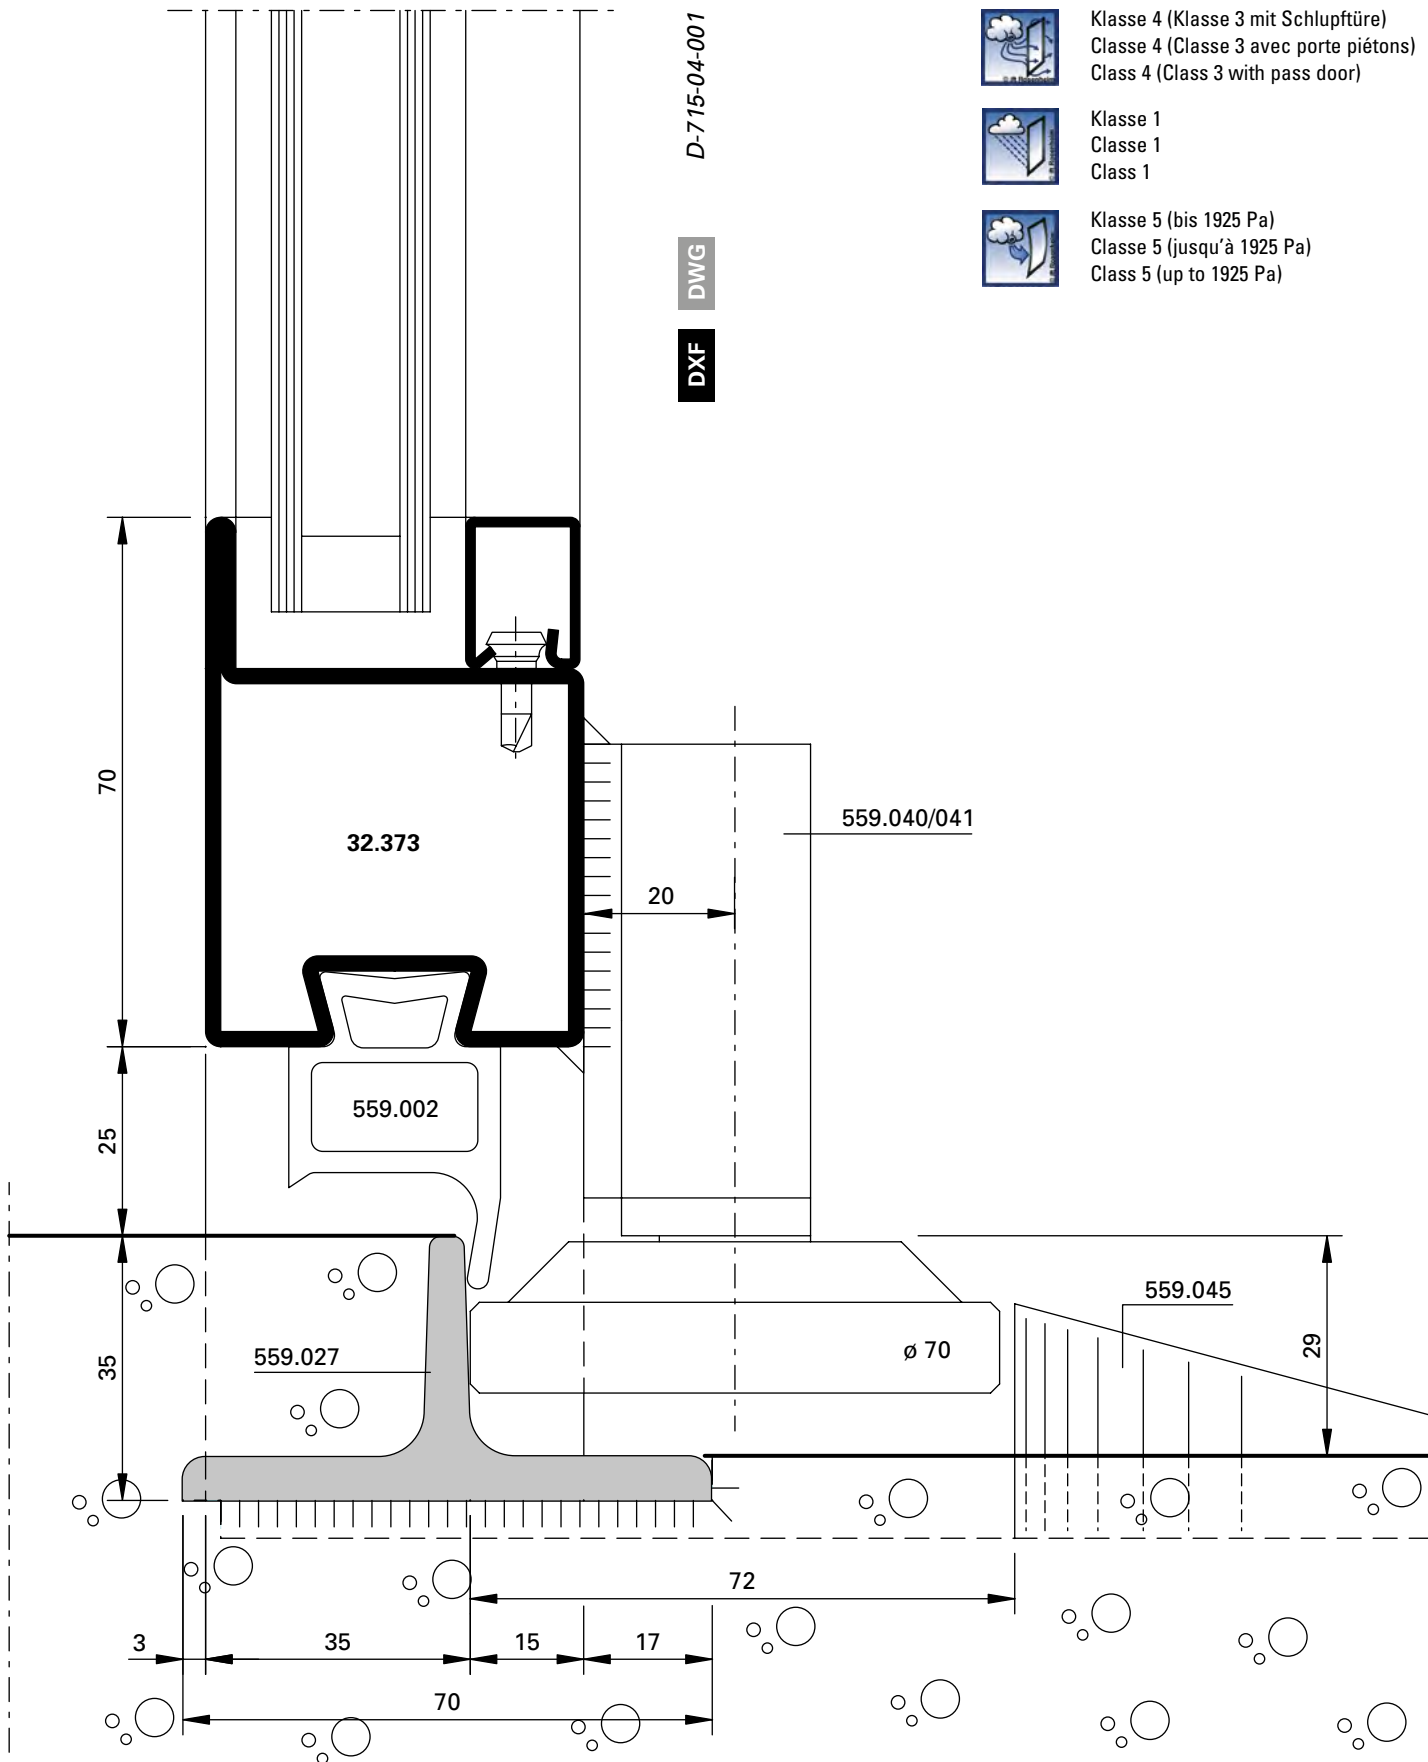 D-715-04-001
DWG
DXF
Klasse 4 (Klasse 3 mit Schlupftüre)
Classe 4 (Classe 3 avec porte piétons)
Class 4 (Class 3 with pass door)
Klasse 1
Classe 1
Class 1
Klasse 5 (bis 1925 Pa)
Classe 5 (jusqu'à 1925 Pa)
Class 5 (up to 1925 Pa)
70
32.373
559.040/041
20
25
559.002
35
559.027
ø 70
559.045
29
72
3
35
15
17
70